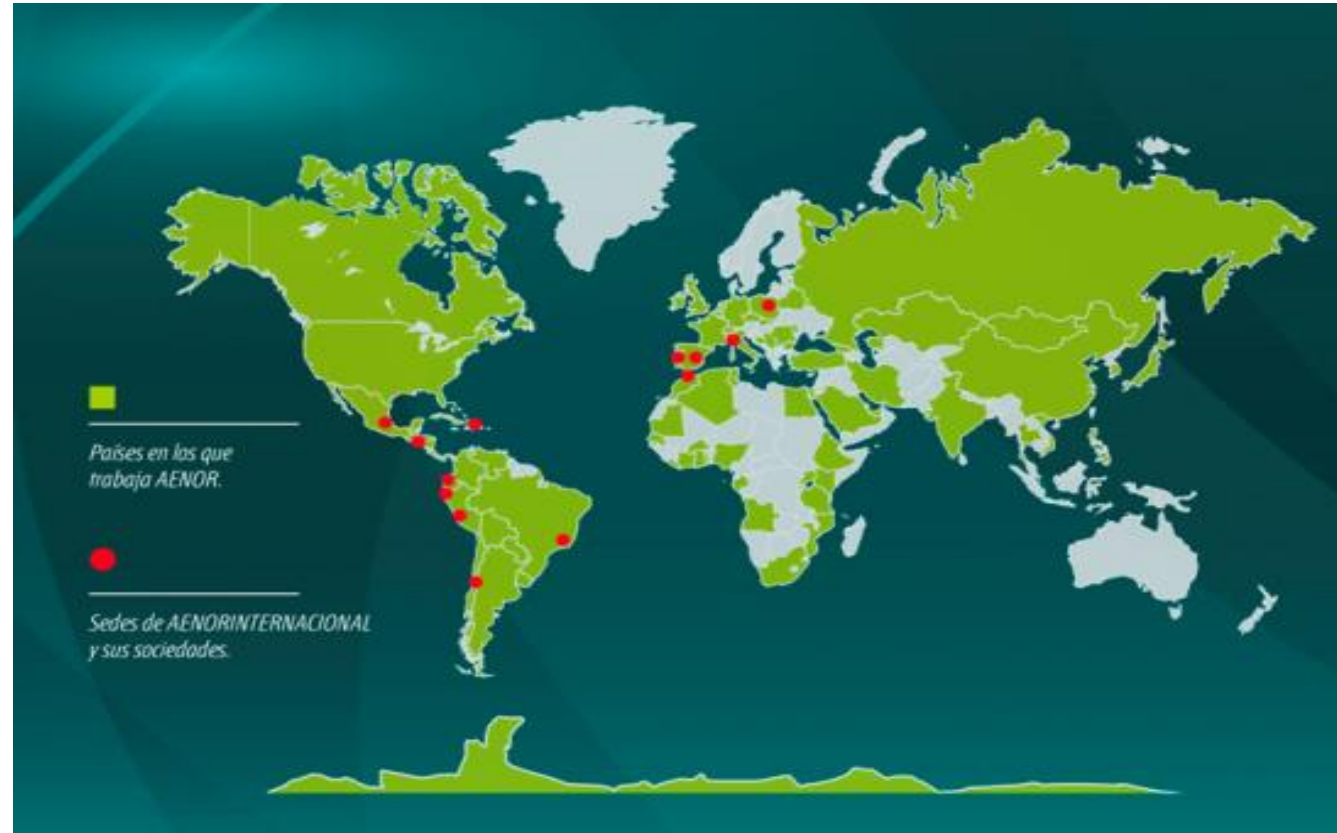 Países en los que
trabaja AENOR.
Sedes de AENORINTERNACIONAL
y sus sociedades.